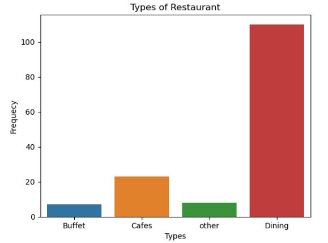 Types of Restaurant
100
80
60
40
20
0
Frequecy
Buffet Cafes other Dining
Types